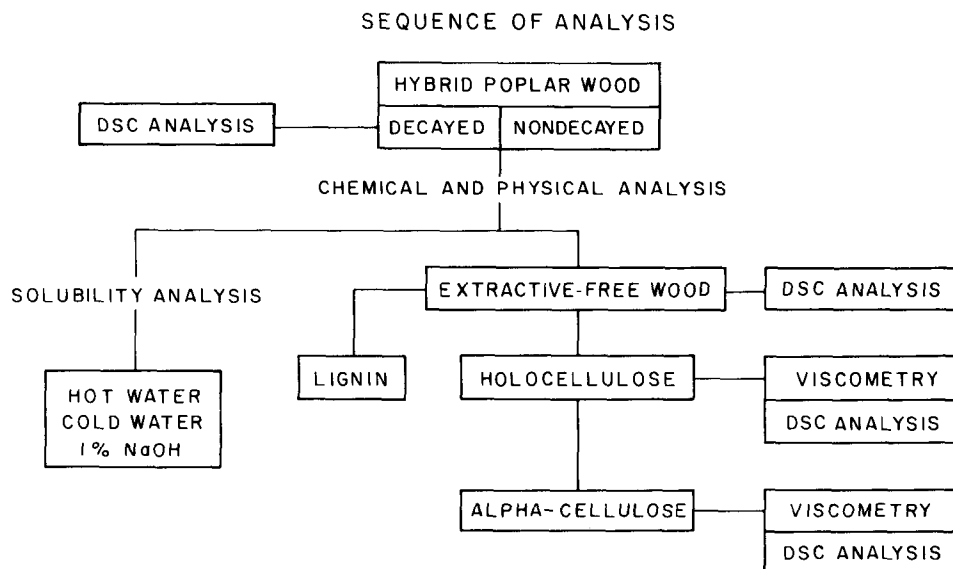 SEQUENCE OF ANALYSIS
HYBRID POPLAR WOOD
DSC ANALYSIS
DECAYED
NONDECAYED
CHEMICAL AND PHYSICAL ANALYSIS
SOLUBILITY ANALYSIS
EXTRACTIVE-FREE WOOD
DSC ANALYSIS
LIGNIN
HOLOCELLULOSE
VISCOMETRY
DSC ANALYSIS
HOT WATER
COLD WATER
1% NaOH
ALPHA-CELLULOSE
VISCOMETRY
DSC ANALYSIS